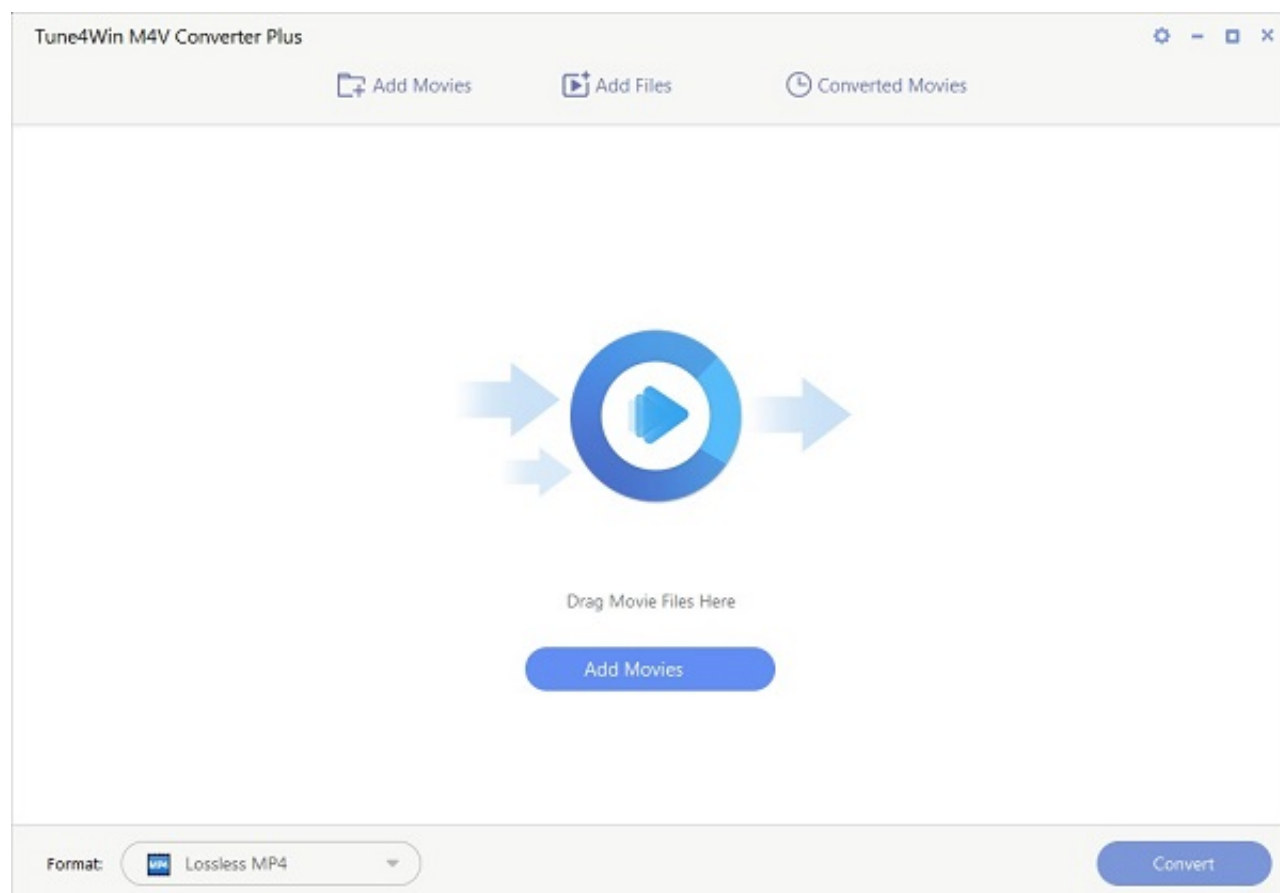 Tune4Win M4V Converter Plus
Add Movies Add Files Converted Movies
Drag Movie Files Here
Add Movies
Format: MP4 Lossless MP4 Convert